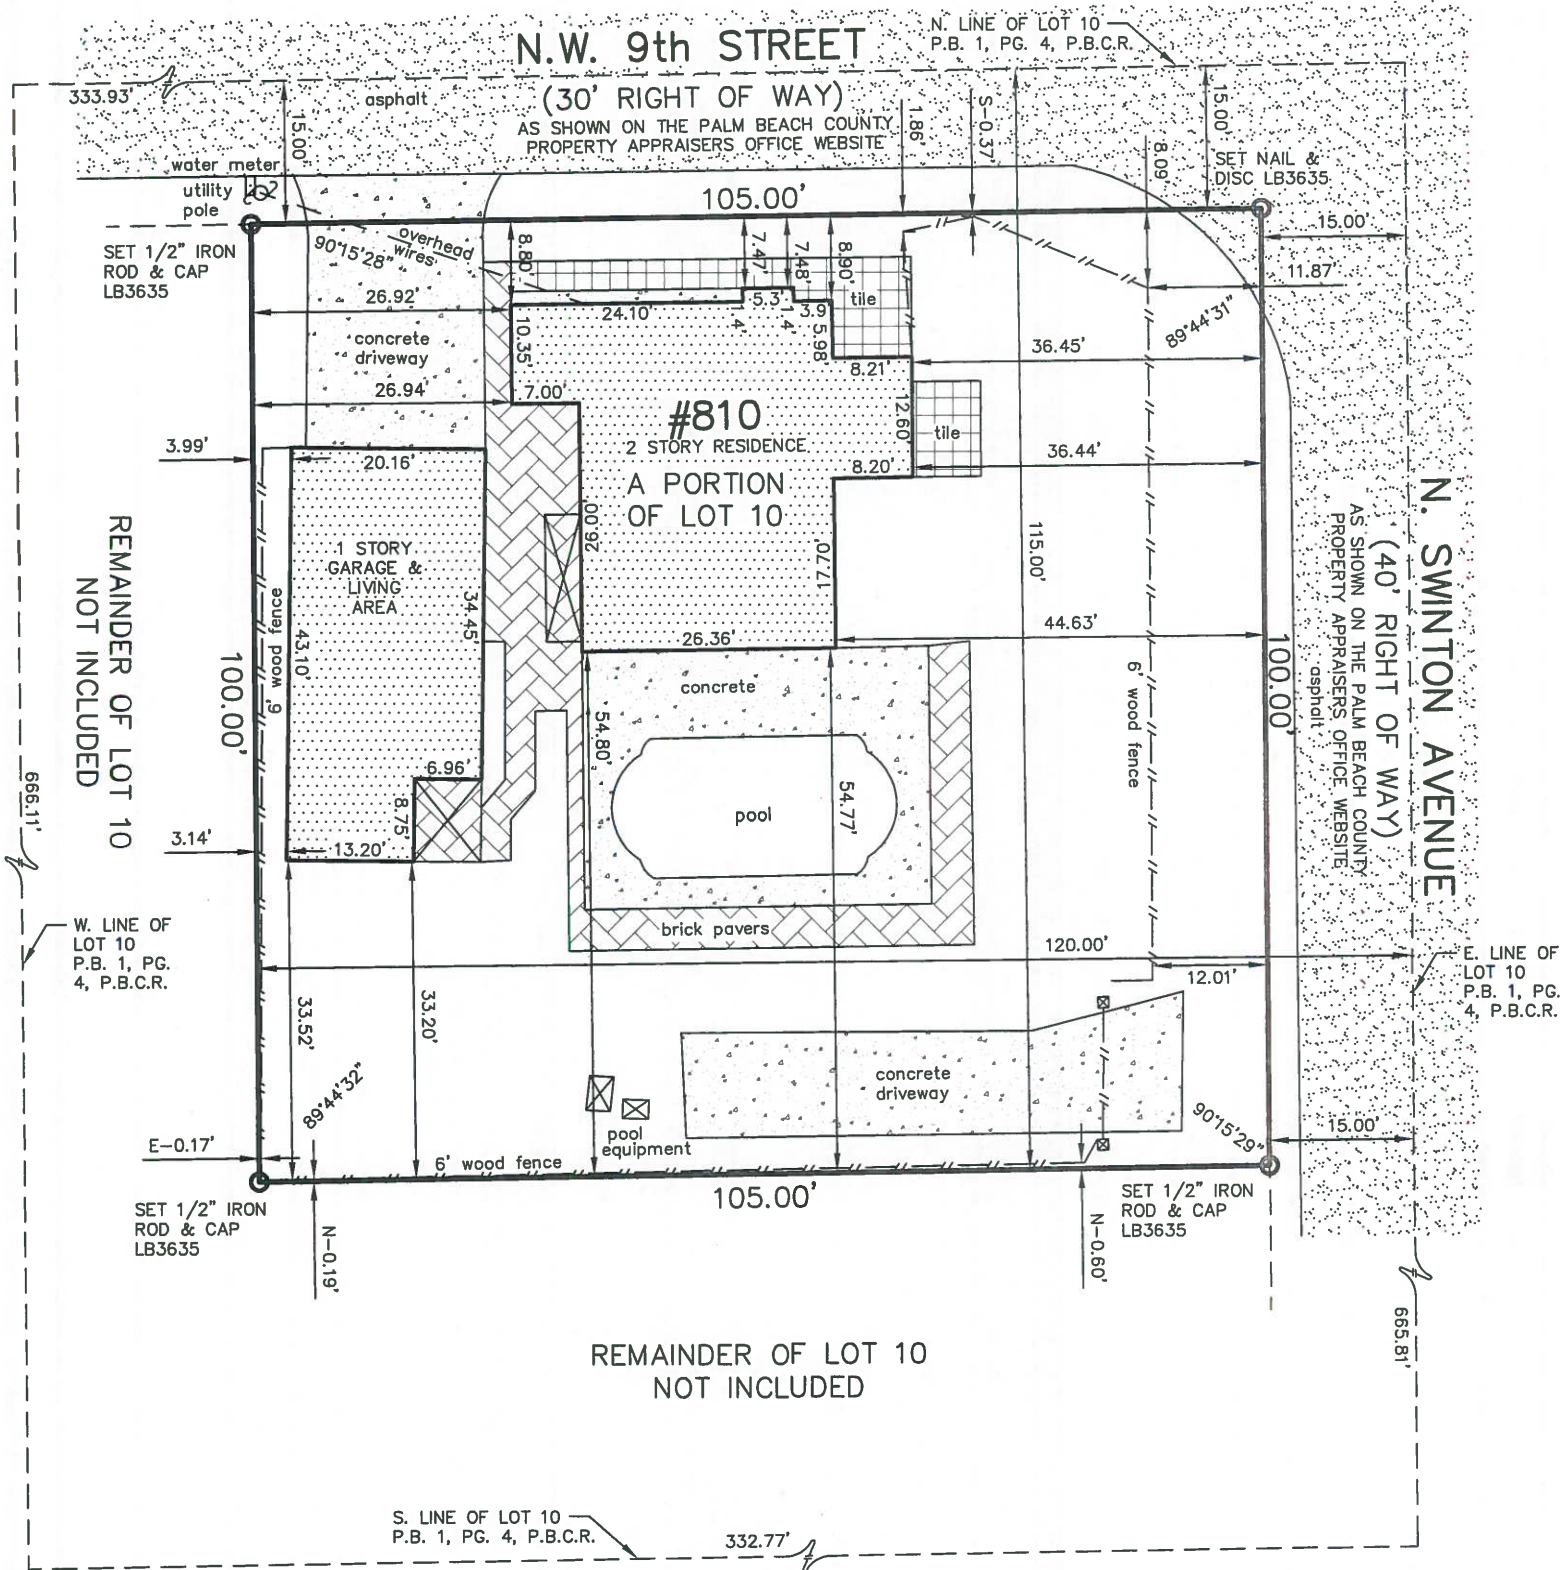 N.W. 9th STREET
(30' RIGHT OF WAY)
AS SHOWN ON THE PALM BEACH COUNTY
PROPERTY APPRAISERS OFFICE WEBSITE
N. LINE OF LOT 10
P.B. 1, PG. 4, P.B.C.R.
333.93'
asphalt
15.00'
1.86'
S-0.37'
15.00'
8.09'
water meter
utility
pole
SET NAIL &
DISC LB3635
105.00'
15.00'
SET 1/2" IRON
ROD & CAP
LB3635
90°15'28"
overhead
wires
8.80'
7.47'
7.48'
8.90'
tile
11.87'
89°44'31"
26.92'
24.10'
5.3'
1.4'
1.4'
3.9
5.98
10.35'
concrete
driveway
36.45'
8.21'
26.94'
7.00'
#810
2 STORY RESIDENCE
A PORTION
OF LOT 10
12.60'
tile
3.99'
20.16'
8.20'
36.44'
REMAINDER OF LOT 10
NOT INCLUDED
1 STORY
GARAGE &
LIVING
AREA
26.00'
17.70'
115.00'
N. SWINTON AVENUE
(40' RIGHT OF WAY)
AS SHOWN ON THE PALM BEACH COUNTY
PROPERTY APPRAISERS OFFICE WEBSITE
asphalt
100.00'
6' wood fence
43.10'
34.45'
26.36'
44.63'
100.00'
6' wood fence
concrete
54.80'
54.77'
pool
6.96'
8.75'
666.11'
3.14'
13.20'
brick pavers
W. LINE OF
LOT 10
P.B. 1, PG.
4, P.B.C.R.
120.00'
12.01'
E. LINE OF
LOT 10
P.B. 1, PG.
4, P.B.C.R.
33.52'
33.20'
89°44'32"
concrete
driveway
pool
equipment
90°15'29"
15.00'
E-0.17'
6' wood fence
105.00'
SET 1/2" IRON
ROD & CAP
LB3635
N-0.19'
N-0.60'
SET 1/2" IRON
ROD & CAP
LB3635
665.81'
REMAINDER OF LOT 10
NOT INCLUDED
S. LINE OF LOT 10
P.B. 1, PG. 4, P.B.C.R.
332.77'